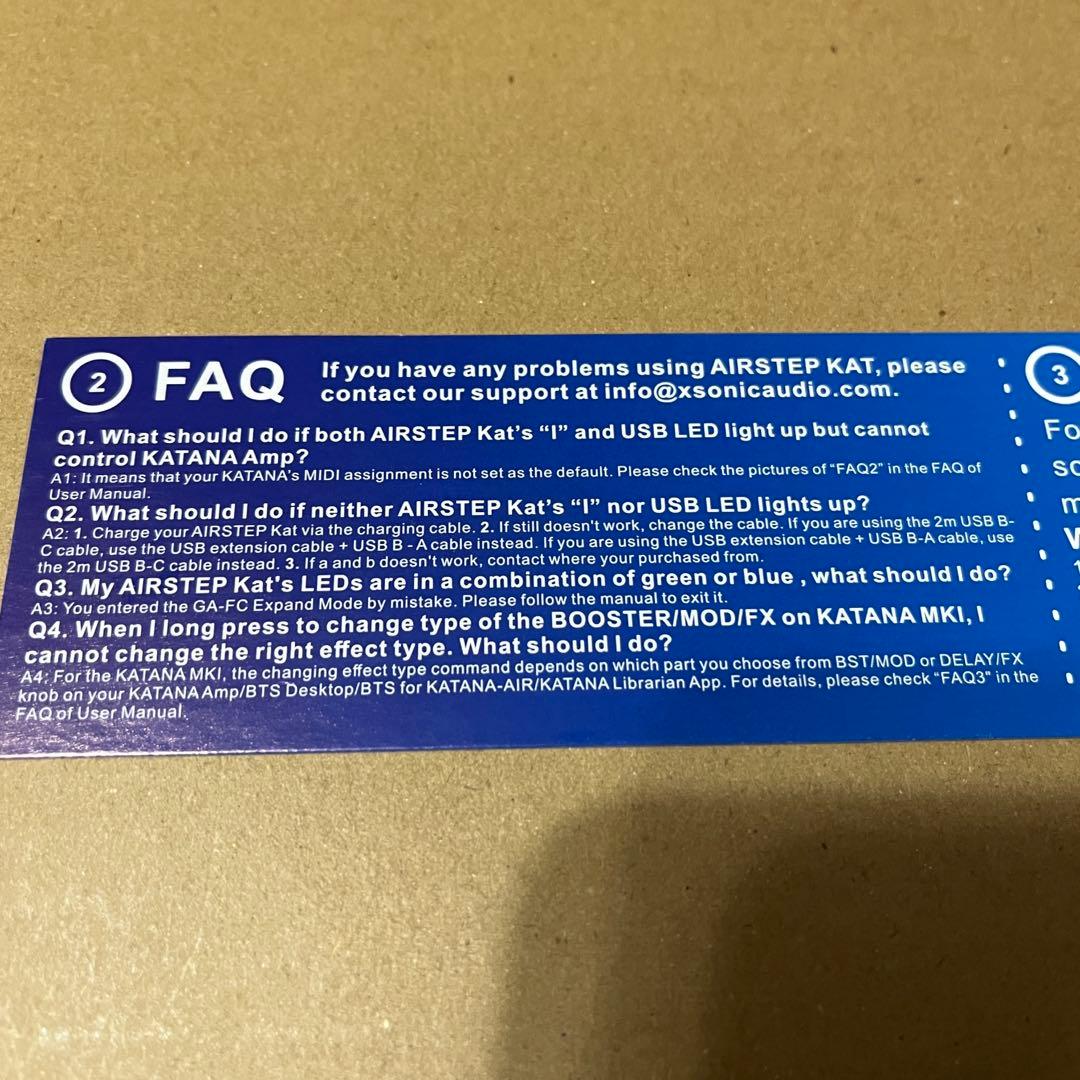 2 FAQ
If you have any problems using AIRSTEP KAT, please
contact our support at info@xsonicaudio.com.
Q1. What should I do if both AIRSTEP Kat's “I” and USB LED light up but cannot
control KATANA Amp?
A1: It means that your KATANA's MIDI assignment is not set as the default. Please check the pictures of “FAQ2” in the FAQ of
User Manual.
Q2. What should I do if neither AIRSTEP Kat's “I” nor USB LED lights up?
A2: 1. Charge your AIRSTEP Kat via the charging cable. 2. If still doesn't work, change the cable. If you are using the 2m USB B-
C cable, use the USB extension cable + USB B - A cable instead. If you are using the USB extension cable + USB B-A cable, use
the 2m USB B-C cable instead. 3. If a and b doesn't work, contact where your purchased from.
Q3. My AIRSTEP Kat's LEDs are in a combination of green or blue , what should I do?
A3: You entered the GA-FC Expand Mode by mistake. Please follow the manual to exit it.
Q4. When I long press to change type of the BOOSTER/MOD/FX on KATANA MKI, I
cannot change the right effect type. What should I do?
A4: For the KATANA MKI, the changing effect type command depends on which part you choose from BST/MOD or DELAY/FX
knob on your KATANA Amp/BTS Desktop/BTS for KATANA-AIR/KATANA Librarian App. For details, please check “FAQ3” in the
FAQ of User Manual.
3
Fo